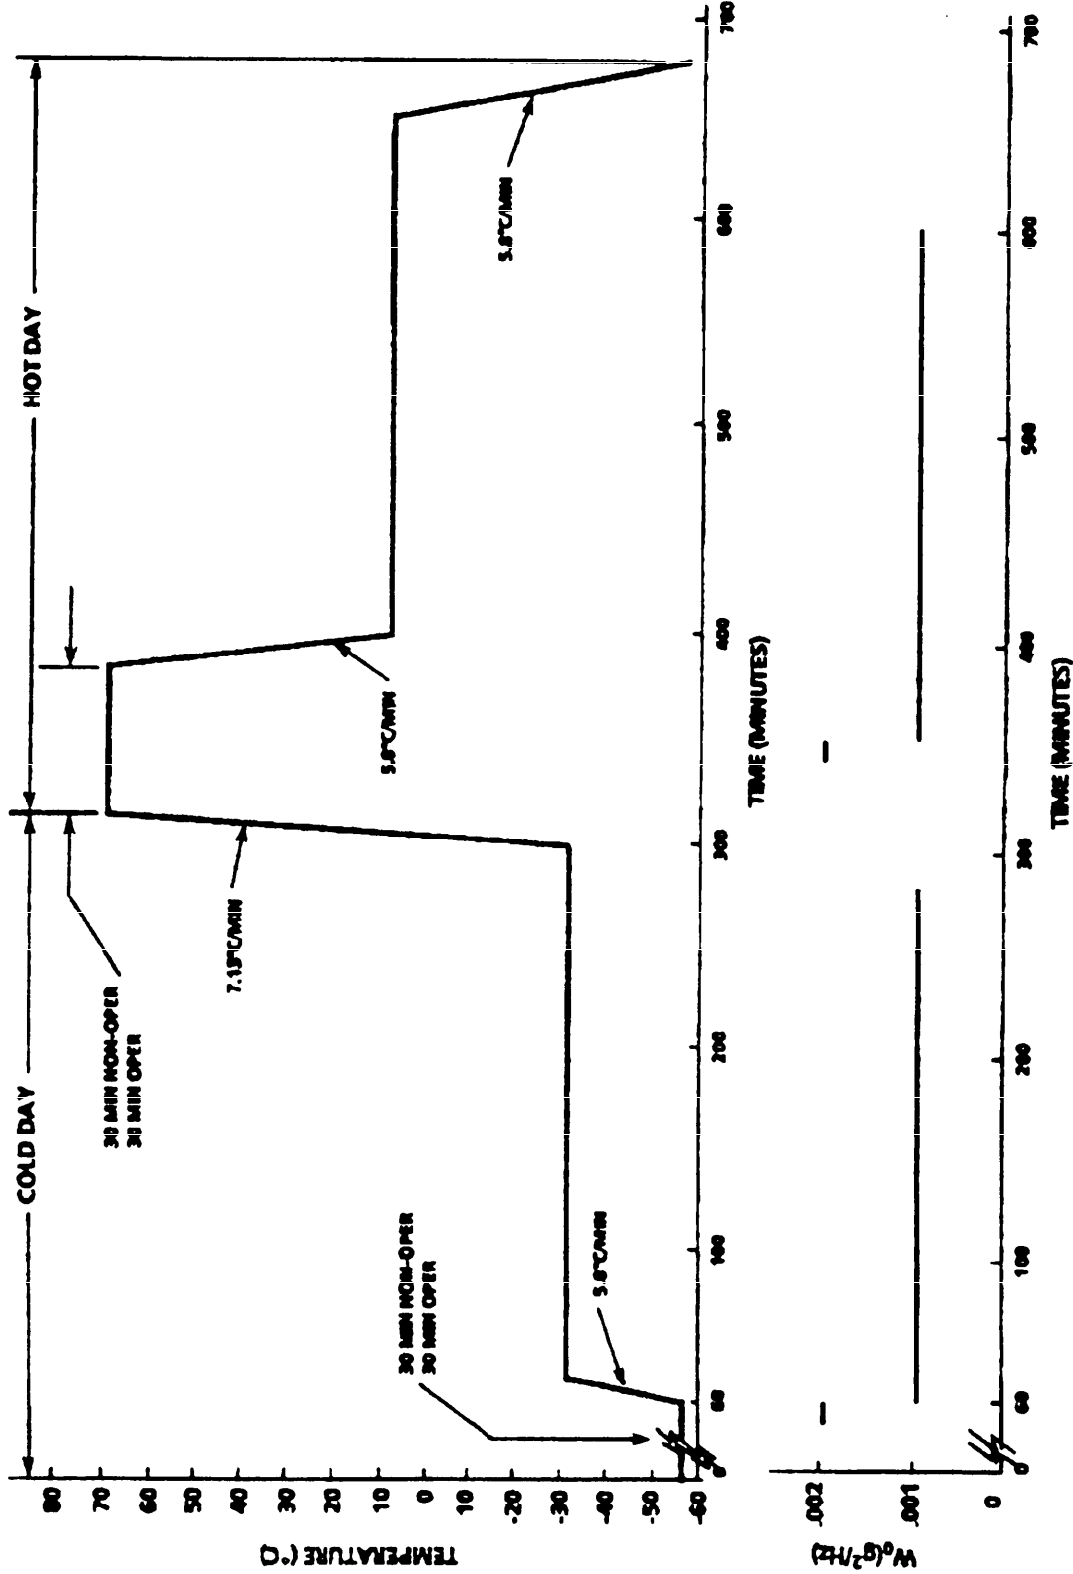 COLD DAY
HOT DAY
30 MIN NON-OPER
30 MIN OPER
7.13°C/MIN
5.8°C/MIN
5.8°C/MIN
30 MIN NON-OPER
30 MIN OPER
5.8°C/MIN
TEMPERATURE (°C)
80
70
60
50
40
30
20
10
0
-10
-20
-30
-40
-50
-60
0
60
100
200
300
400
500
600
700
TIME (MINUTES)
W₀(g²/Hz)
.002
.001
0
0
60
100
200
300
400
500
600
700
TIME (MINUTES)